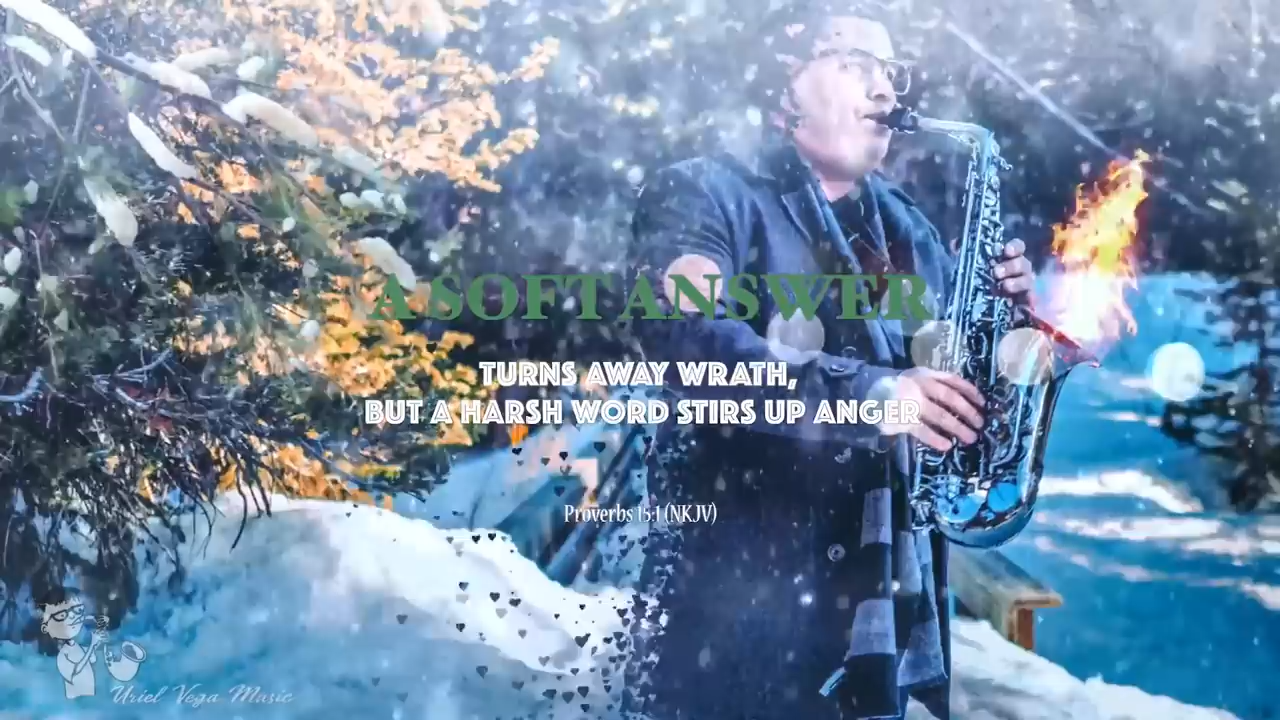 A SOFT ANSWER
TURNS AWAY WRATH,
BUT A HARSH WORD STIRS UP ANGER
Proverbs 15:1 (NKJV)
Uriel Vega Music